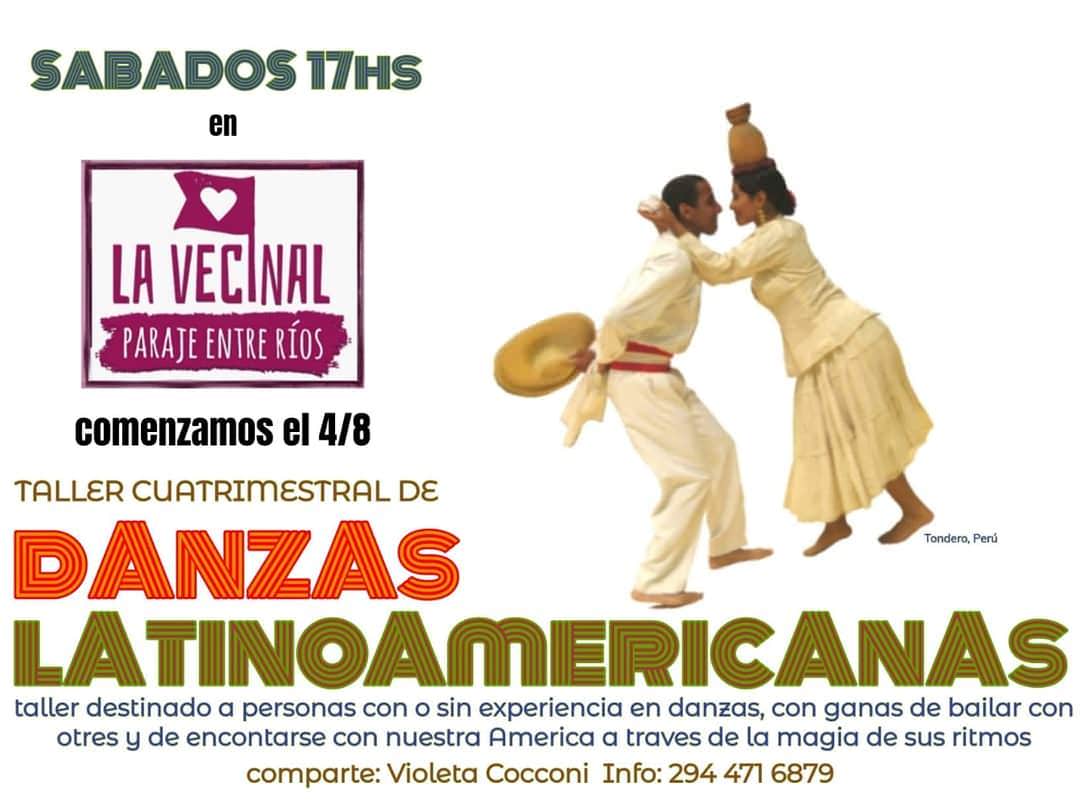 SABADOS 17HS
en
LA VECINAL
PARAJE ENTRE RÍOS
comenzamos el 4/8
TALLER CUATRIMESTRAL DE
DANZAS
LATINOAMERICANAS
Tondero, Perú
taller destinado a personas con o sin experiencia en danzas, con ganas de bailar con
otres y de encontarse con nuestra America a traves de la magia de sus ritmos
comparte: Violeta Cocconi Info: 294 471 6879